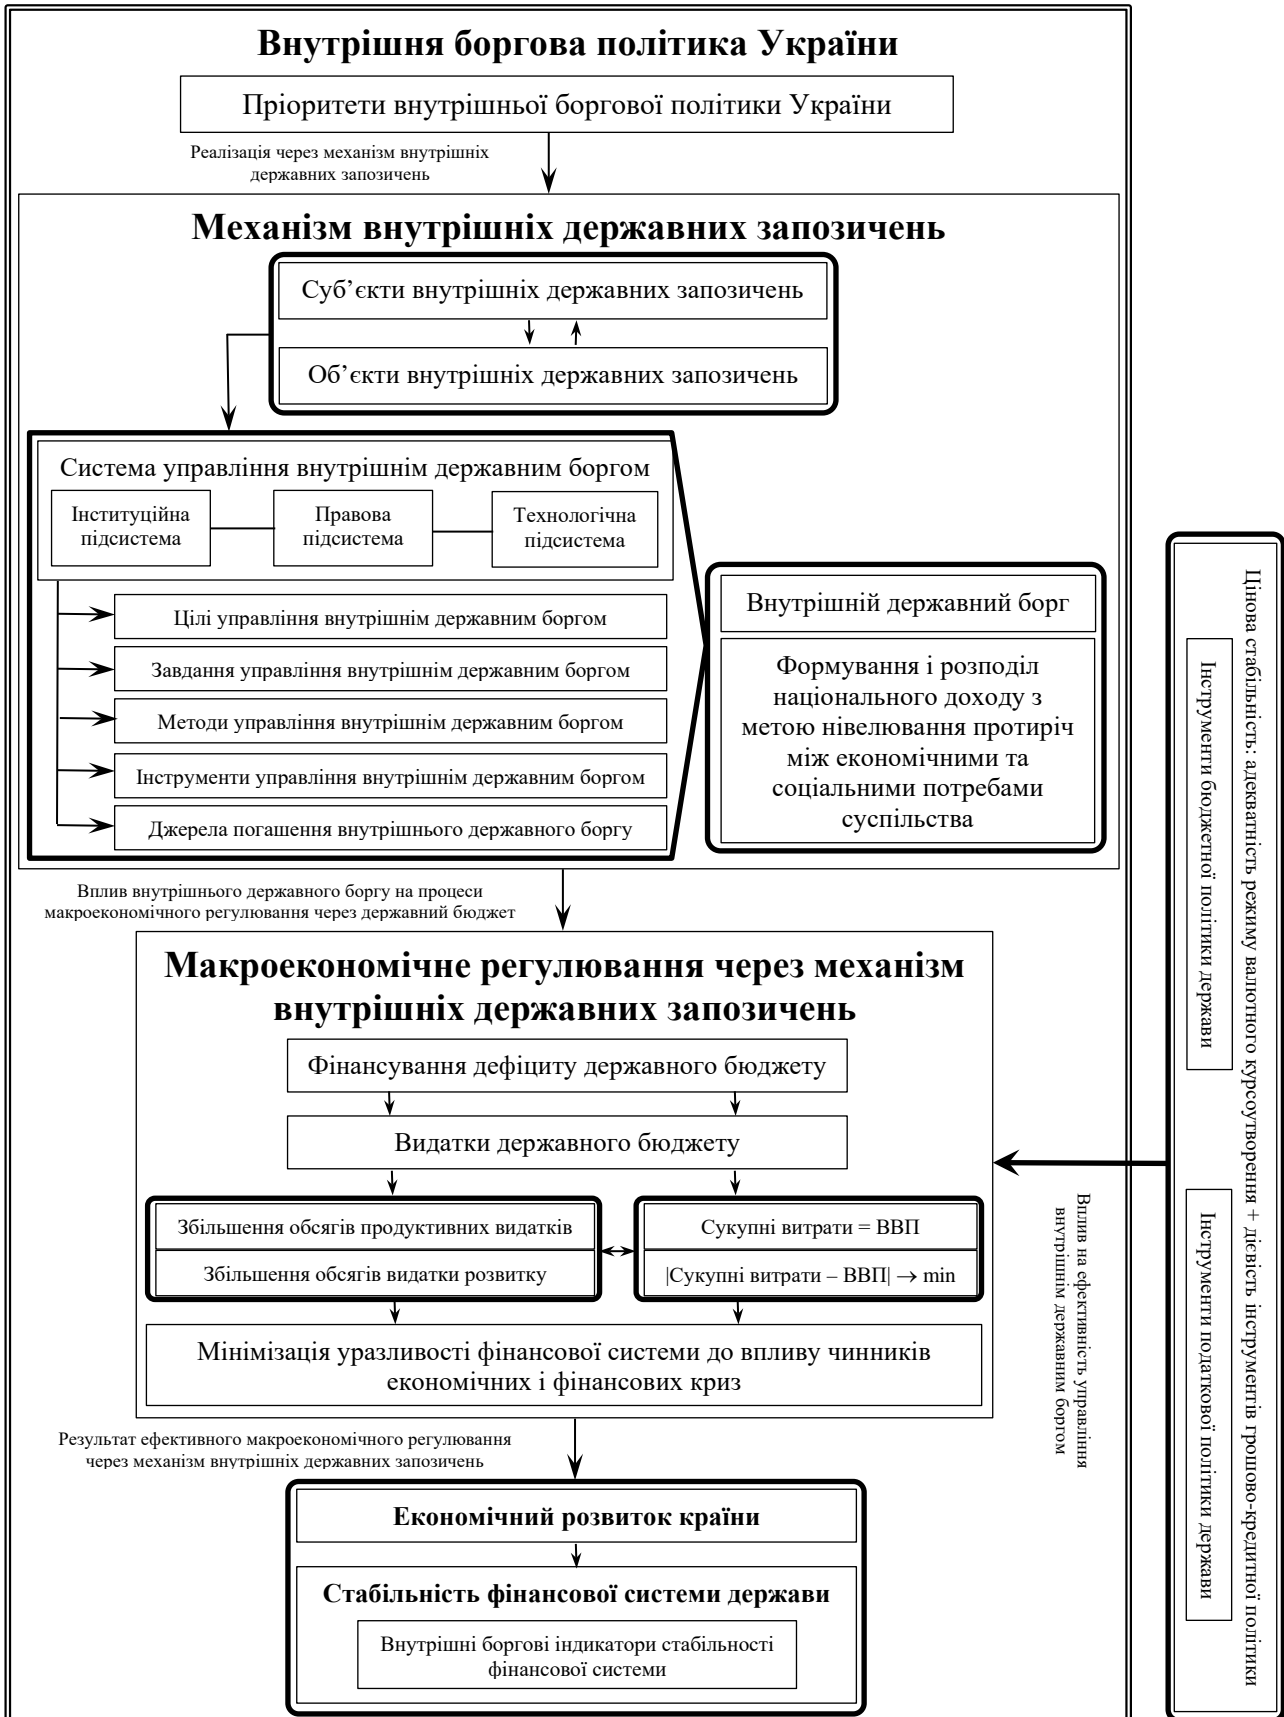 Внутрішня боргова політика України
Пріоритети внутрішньої боргової політики України
Реалізація через механізм внутрішніх
державних запозичень
Механізм внутрішніх державних запозичень
Суб’єкти внутрішніх державних запозичень
Об’єкти внутрішніх державних запозичень
Система управління внутрішнім державним боргом
Інституційна
підсистема
Правова
підсистема
Технологічна
підсистема
Цілі управління внутрішнім державним боргом
Завдання управління внутрішнім державним боргом
Методи управління внутрішнім державним боргом
Інструменти управління внутрішнім державним боргом
Джерела погашення внутрішнього державного боргу
Внутрішній державний борг
Формування і розподіл
національного доходу з
метою нівелювання протиріч
між економічними та
соціальними потребами
суспільства
Вплив внутрішнього державного боргу на процеси
макроекономічного регулювання через державний бюджет
Макроекономічне регулювання через механізм
внутрішніх державних запозичень
Фінансування дефіциту державного бюджету
Видатки державного бюджету
Збільшення обсягів продуктивних видатків
Збільшення обсягів видатки розвитку
Сукупні витрати = ВВП
|Сукупні витрати – ВВП| → min
Мінімізація уразливості фінансової системи до впливу чинників
економічних і фінансових криз
Результат ефективного макроекономічного регулювання
через механізм внутрішніх державних запозичень
Економічний розвиток країни
Стабільність фінансової системи держави
Внутрішні боргові індикатори стабільності
фінансової системи
Вплив на ефективність управління
внутрішнім державним боргом
Цінова стабільність: адекватність режиму валютного курсоутворення + дієвість інструментів грошово-кредитної політики
Інструменти бюджетної політики держави
Інструменти податкової політики держави